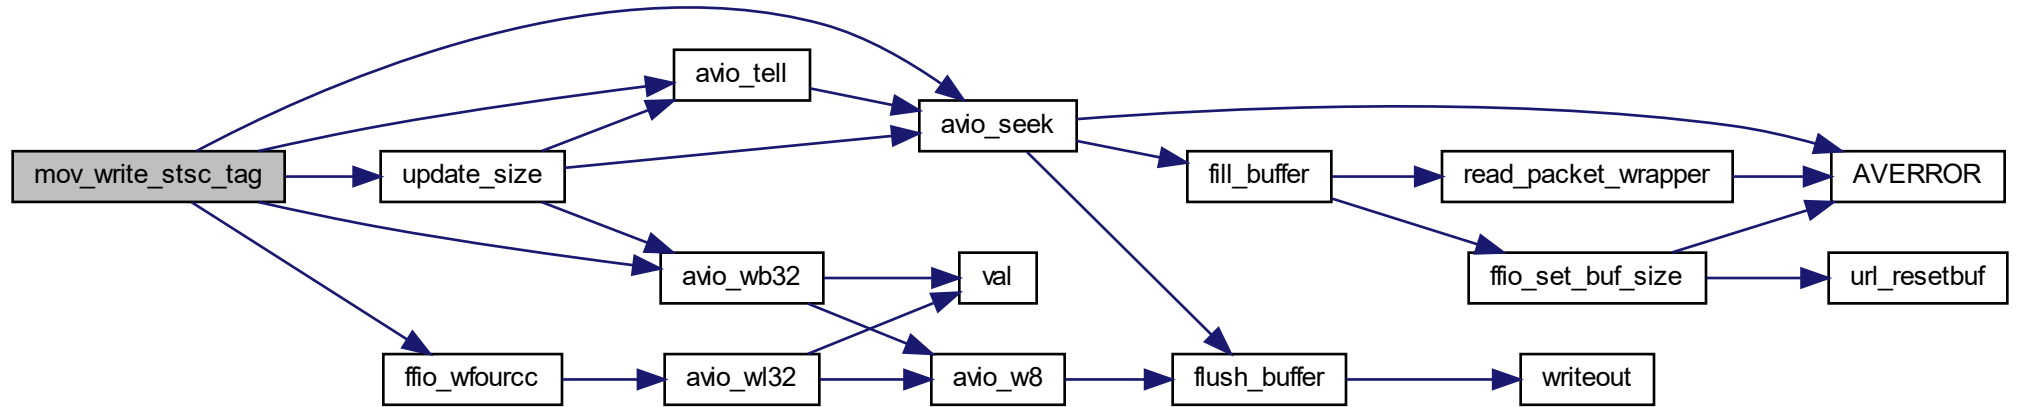 mov_write_stsc_tag
update_size
avio_tell
avio_seek
fill_buffer
read_packet_wrapper
AVERROR
avio_wb32
val
ffio_set_buf_size
url_resetbuf
ffio_wfourcc
avio_wl32
avio_w8
flush_buffer
writeout